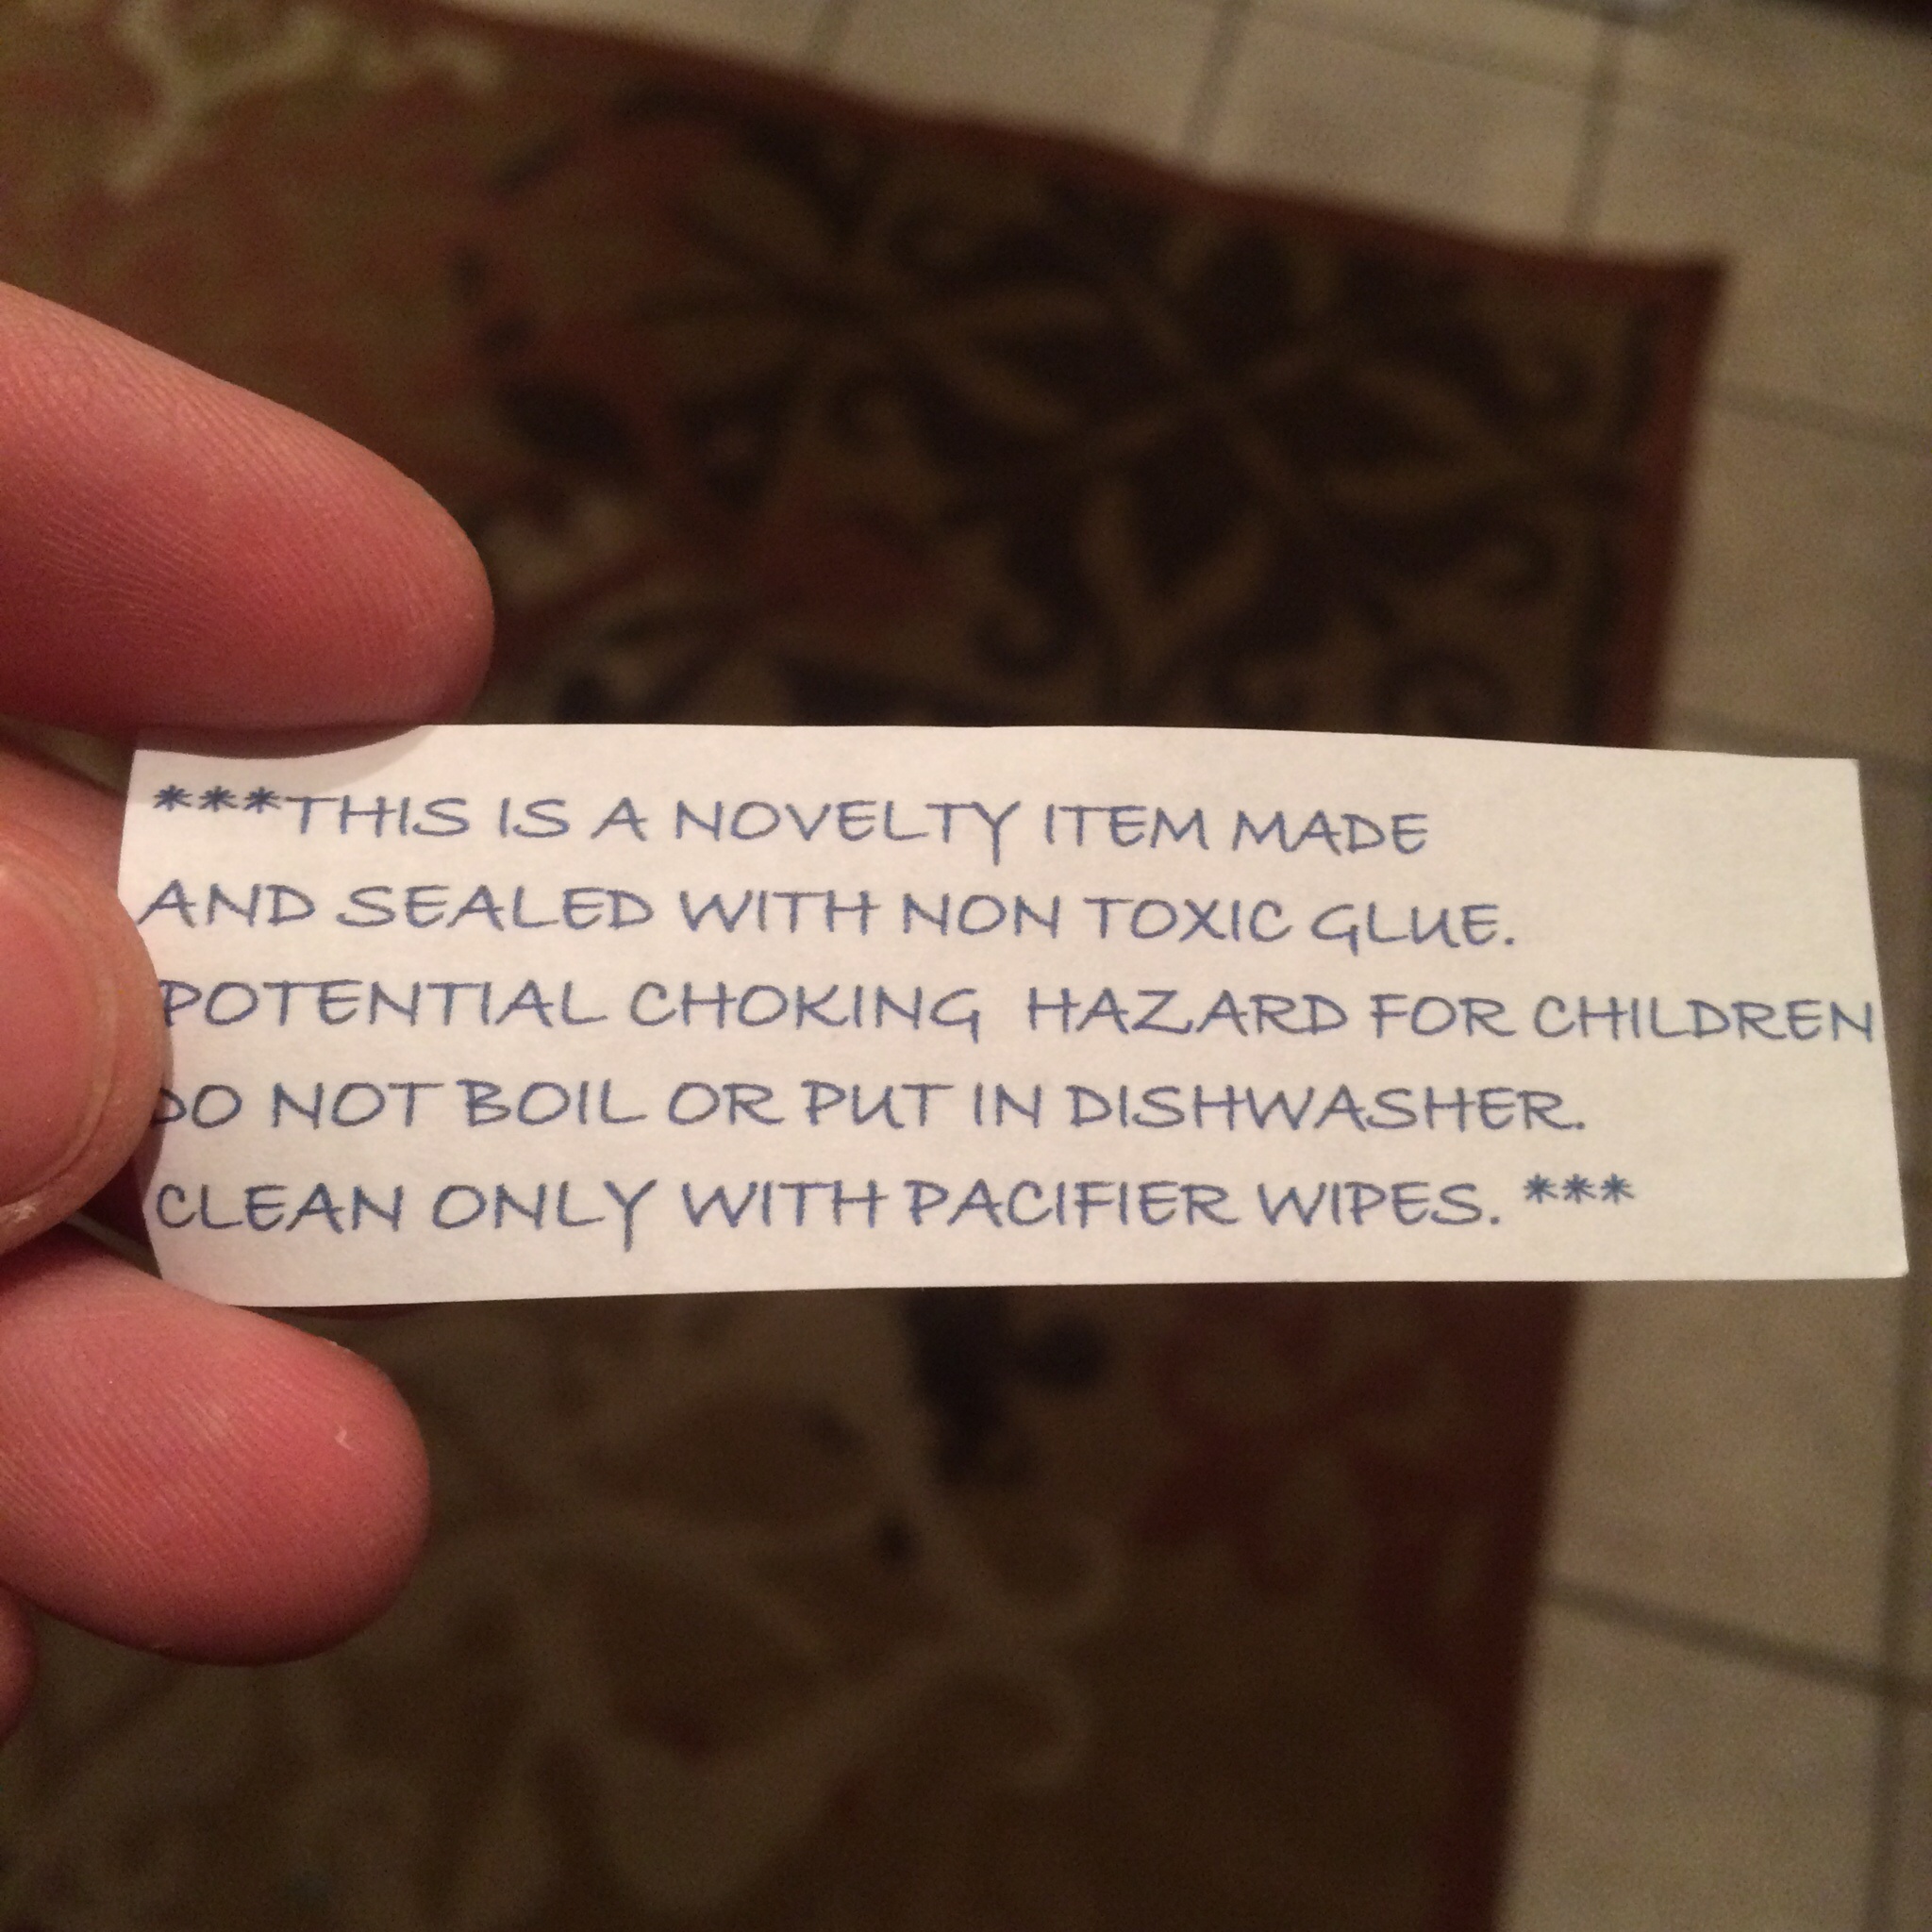 ***THIS IS A NOVELTY ITEM MADE
AND SEALED WITH NON TOXIC GLUE.
POTENTIAL CHOKING HAZARD FOR CHILDREN
DO NOT BOIL OR PUT IN DISHWASHER.
CLEAN ONLY WITH PACIFIER WIPES. ***